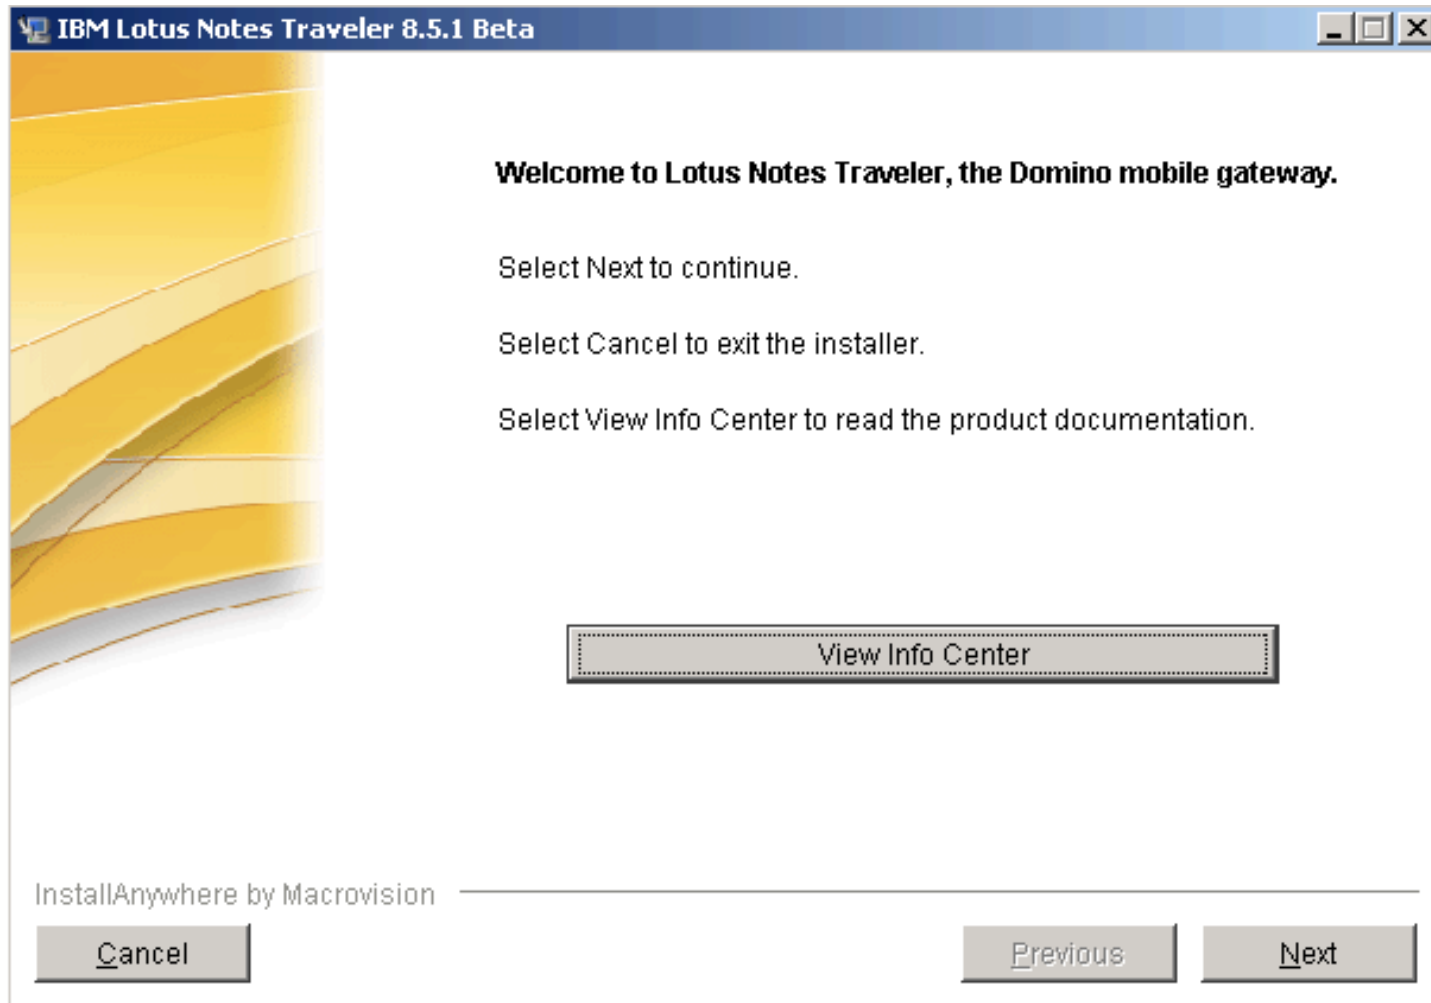 IBM Lotus Notes Traveler 8.5.1 Beta
Welcome to Lotus Notes Traveler, the Domino mobile gateway.
Select Next to continue.
Select Cancel to exit the installer.
Select View Info Center to read the product documentation.
View Info Center
InstallAnywhere by Macrovision
Cancel
Previous
Next